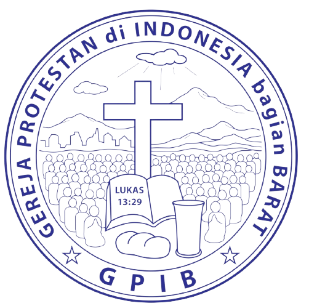 GEREJA PROTESTAN di INDONESIA bagian BARAT
LUKAS
13:29
GPIB